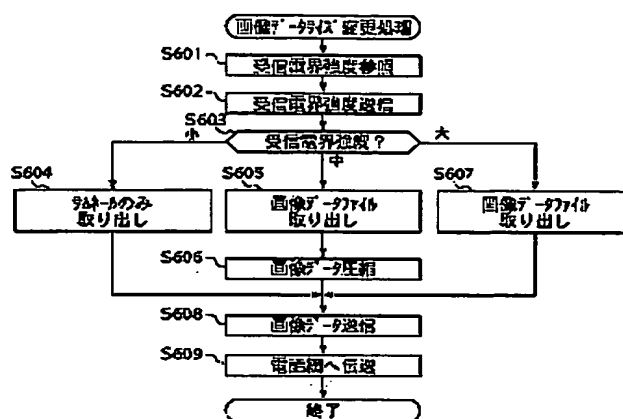 画像データサイズ変更処理
S601
受信電界強度参照
S602
受信電界強度送信
S603
受信電界強度?
小
中
大
S604
サムネールのみ
取り出し
S605
画像データファイル
取り出し
S607
画像データファイル
取り出し
S606
画像データ圧縮
S608
画像データ送信
S609
電話網へ伝送
終了